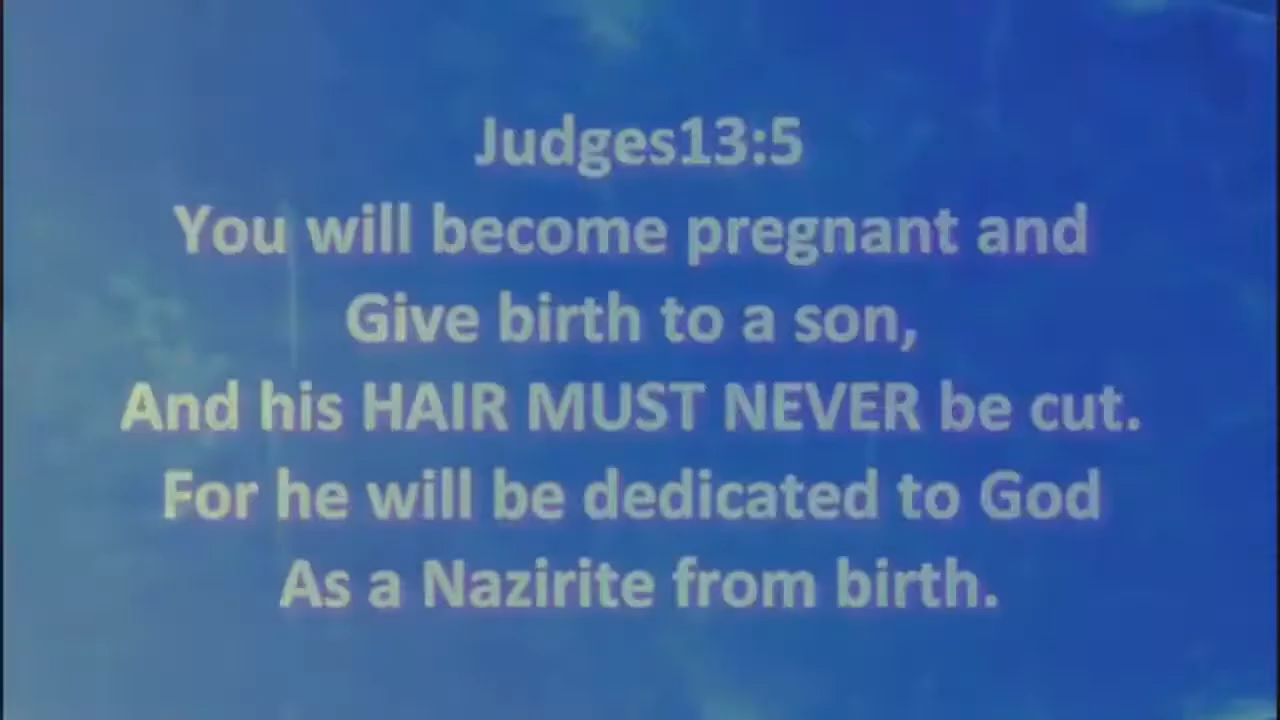 Judges13:5
You will become pregnant and
Give birth to a son,
And his HAIR MUST NEVER be cut.
For he will be dedicated to God
As a Nazirite from birth.